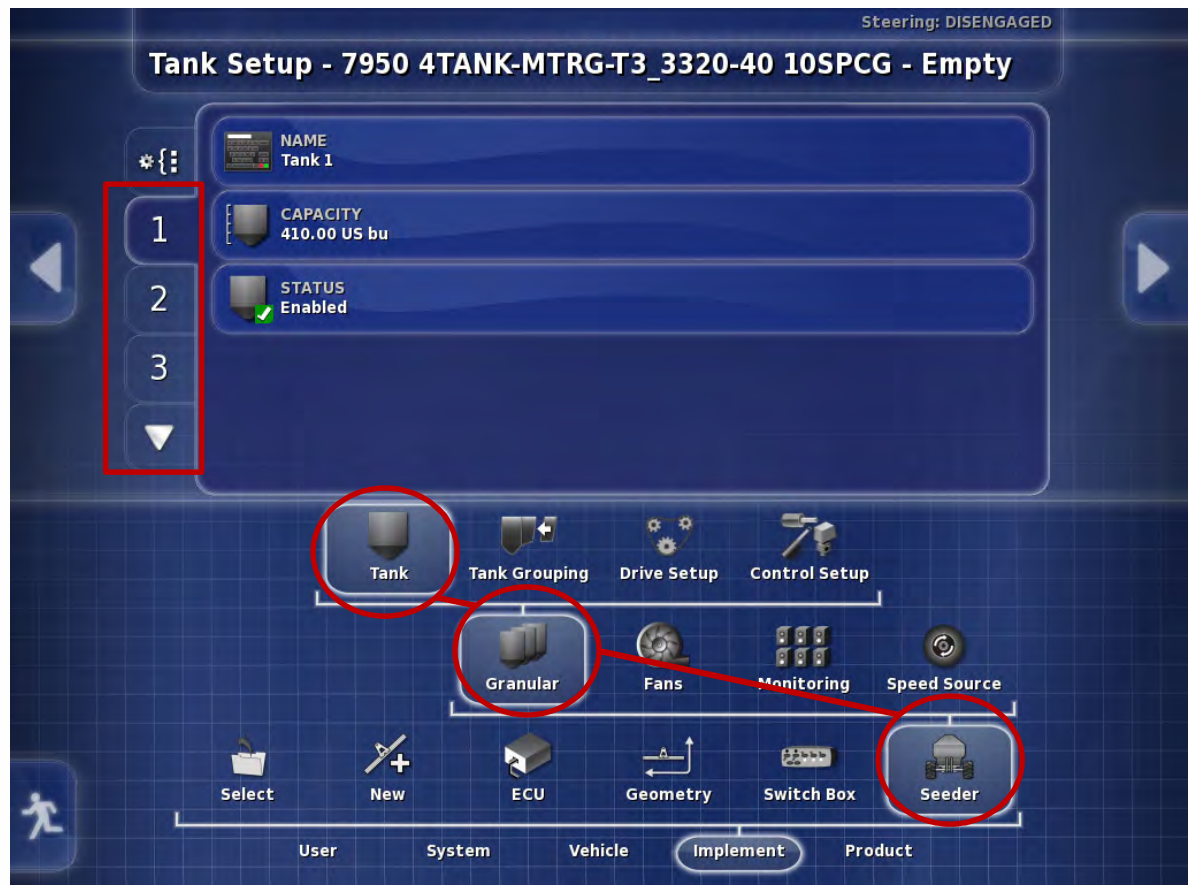 Steering: DISENGAGED
Tank Setup - 7950 4TANK-MTRG-T3_3320-40 10SPCG - Empty
NAME
Tank 1
1
CAPACITY
410.00 US bu
2
STATUS
Enabled
3
Tank Tank Grouping Drive Setup Control Setup
Granular Fans Monitoring Speed Source
Select New ECU Geometry Switch Box Seeder
User System Vehicle Implement Product